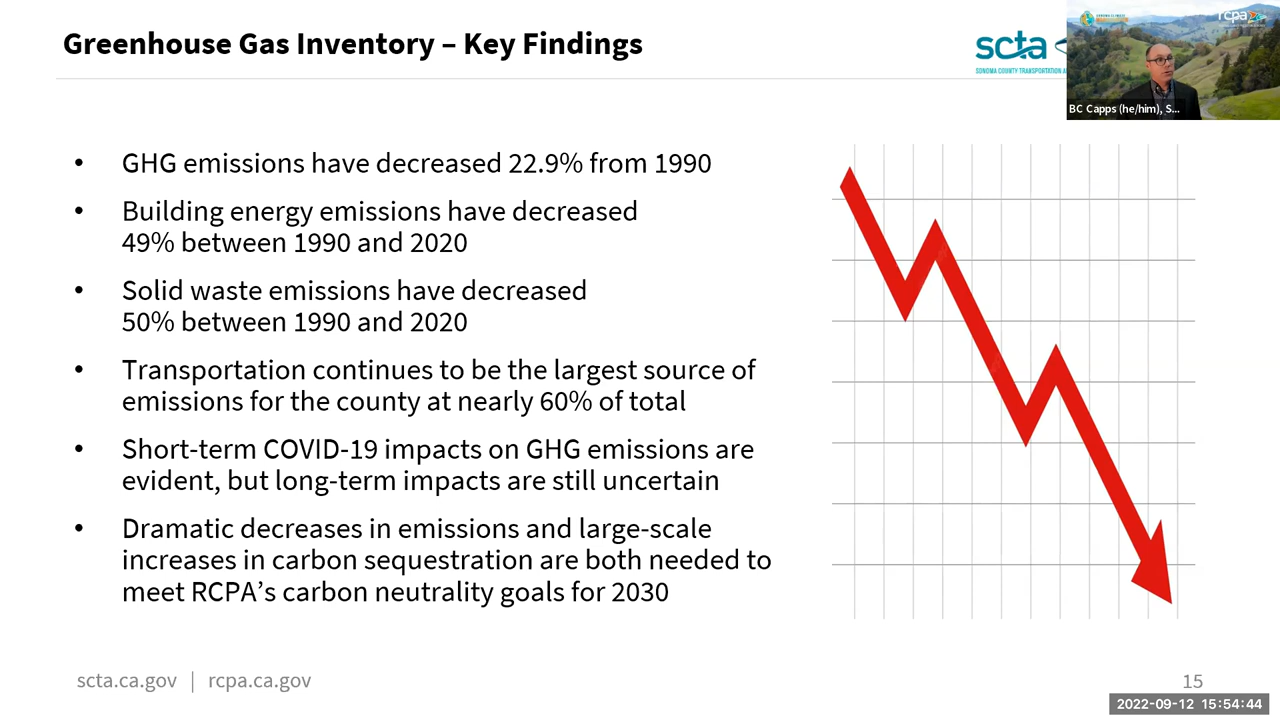 Greenhouse Gas Inventory – Key Findings
scta
SONOMA COUNTY TRANSPORTATION
rcpa
BC Capps (he/him), S...
• GHG emissions have decreased 22.9% from 1990
• Building energy emissions have decreased
49% between 1990 and 2020
• Solid waste emissions have decreased
50% between 1990 and 2020
• Transportation continues to be the largest source of
emissions for the county at nearly 60% of total
• Short-term COVID-19 impacts on GHG emissions are
evident, but long-term impacts are still uncertain
• Dramatic decreases in emissions and large-scale
increases in carbon sequestration are both needed to
meet RCPA’s carbon neutrality goals for 2030
scta.ca.gov | rcpa.ca.gov
15
2022-09-12 15:54:44